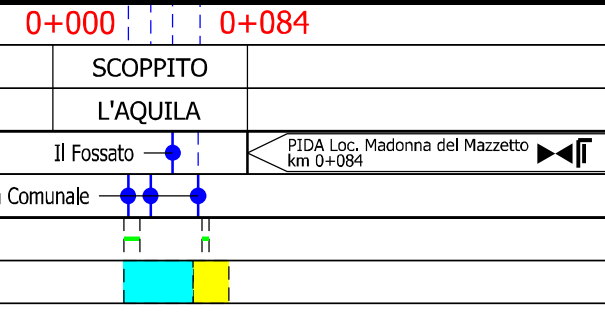 0+000 0+084
SCOPPITO
L'AQUILA
Il Fossato
PIDA Loc. Madonna del Mazzetto
km 0+084
Comunale